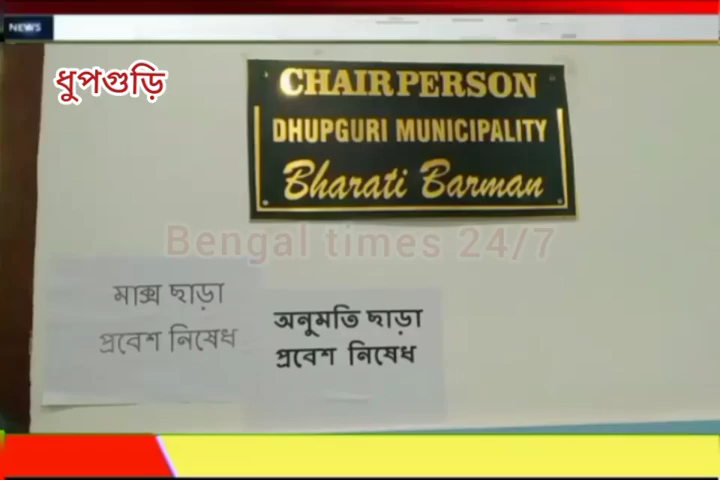 NEWS
ধুপগুড়ি
CHAIRPERSON
DHUPGURI MUNICIPALITY
Bharati Barman
Bengal times 24/7
মাক্স ছাড়া
প্রবেশ নিষেধ
অনুমতি ছাড়া
প্রবেশ নিষেধ